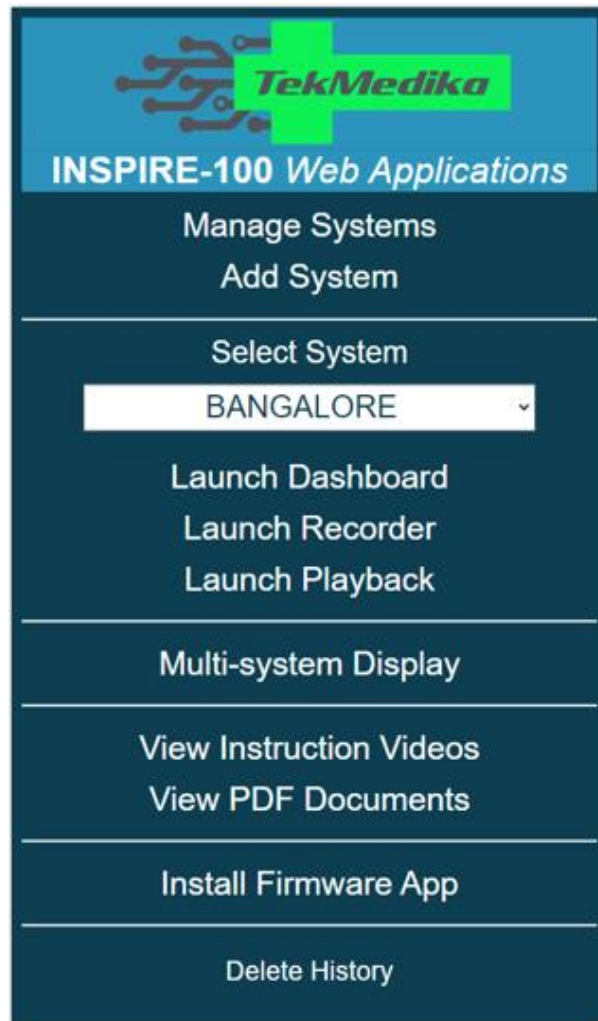 TekMedika
INSPIRE-100 Web Applications
Manage Systems
Add System
Select System
BANGALORE
Launch Dashboard
Launch Recorder
Launch Playback
Multi-system Display
View Instruction Videos
View PDF Documents
Install Firmware App
Delete History